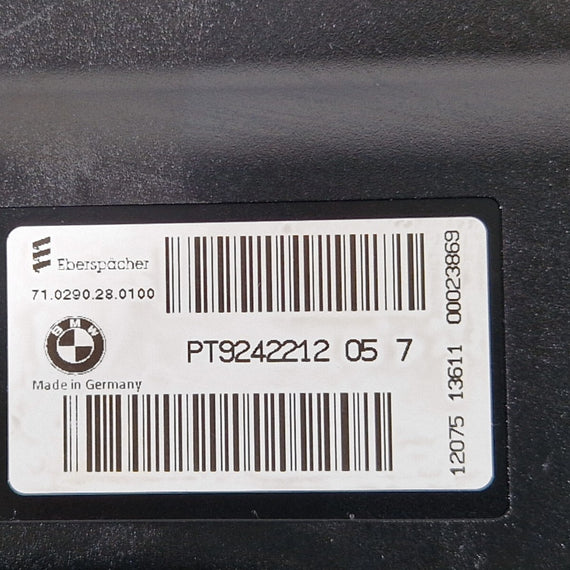 Eberspächer
71.0290.28.0100
BMW
PT9242212 05 7
Made in Germany
12075 13611 00023869